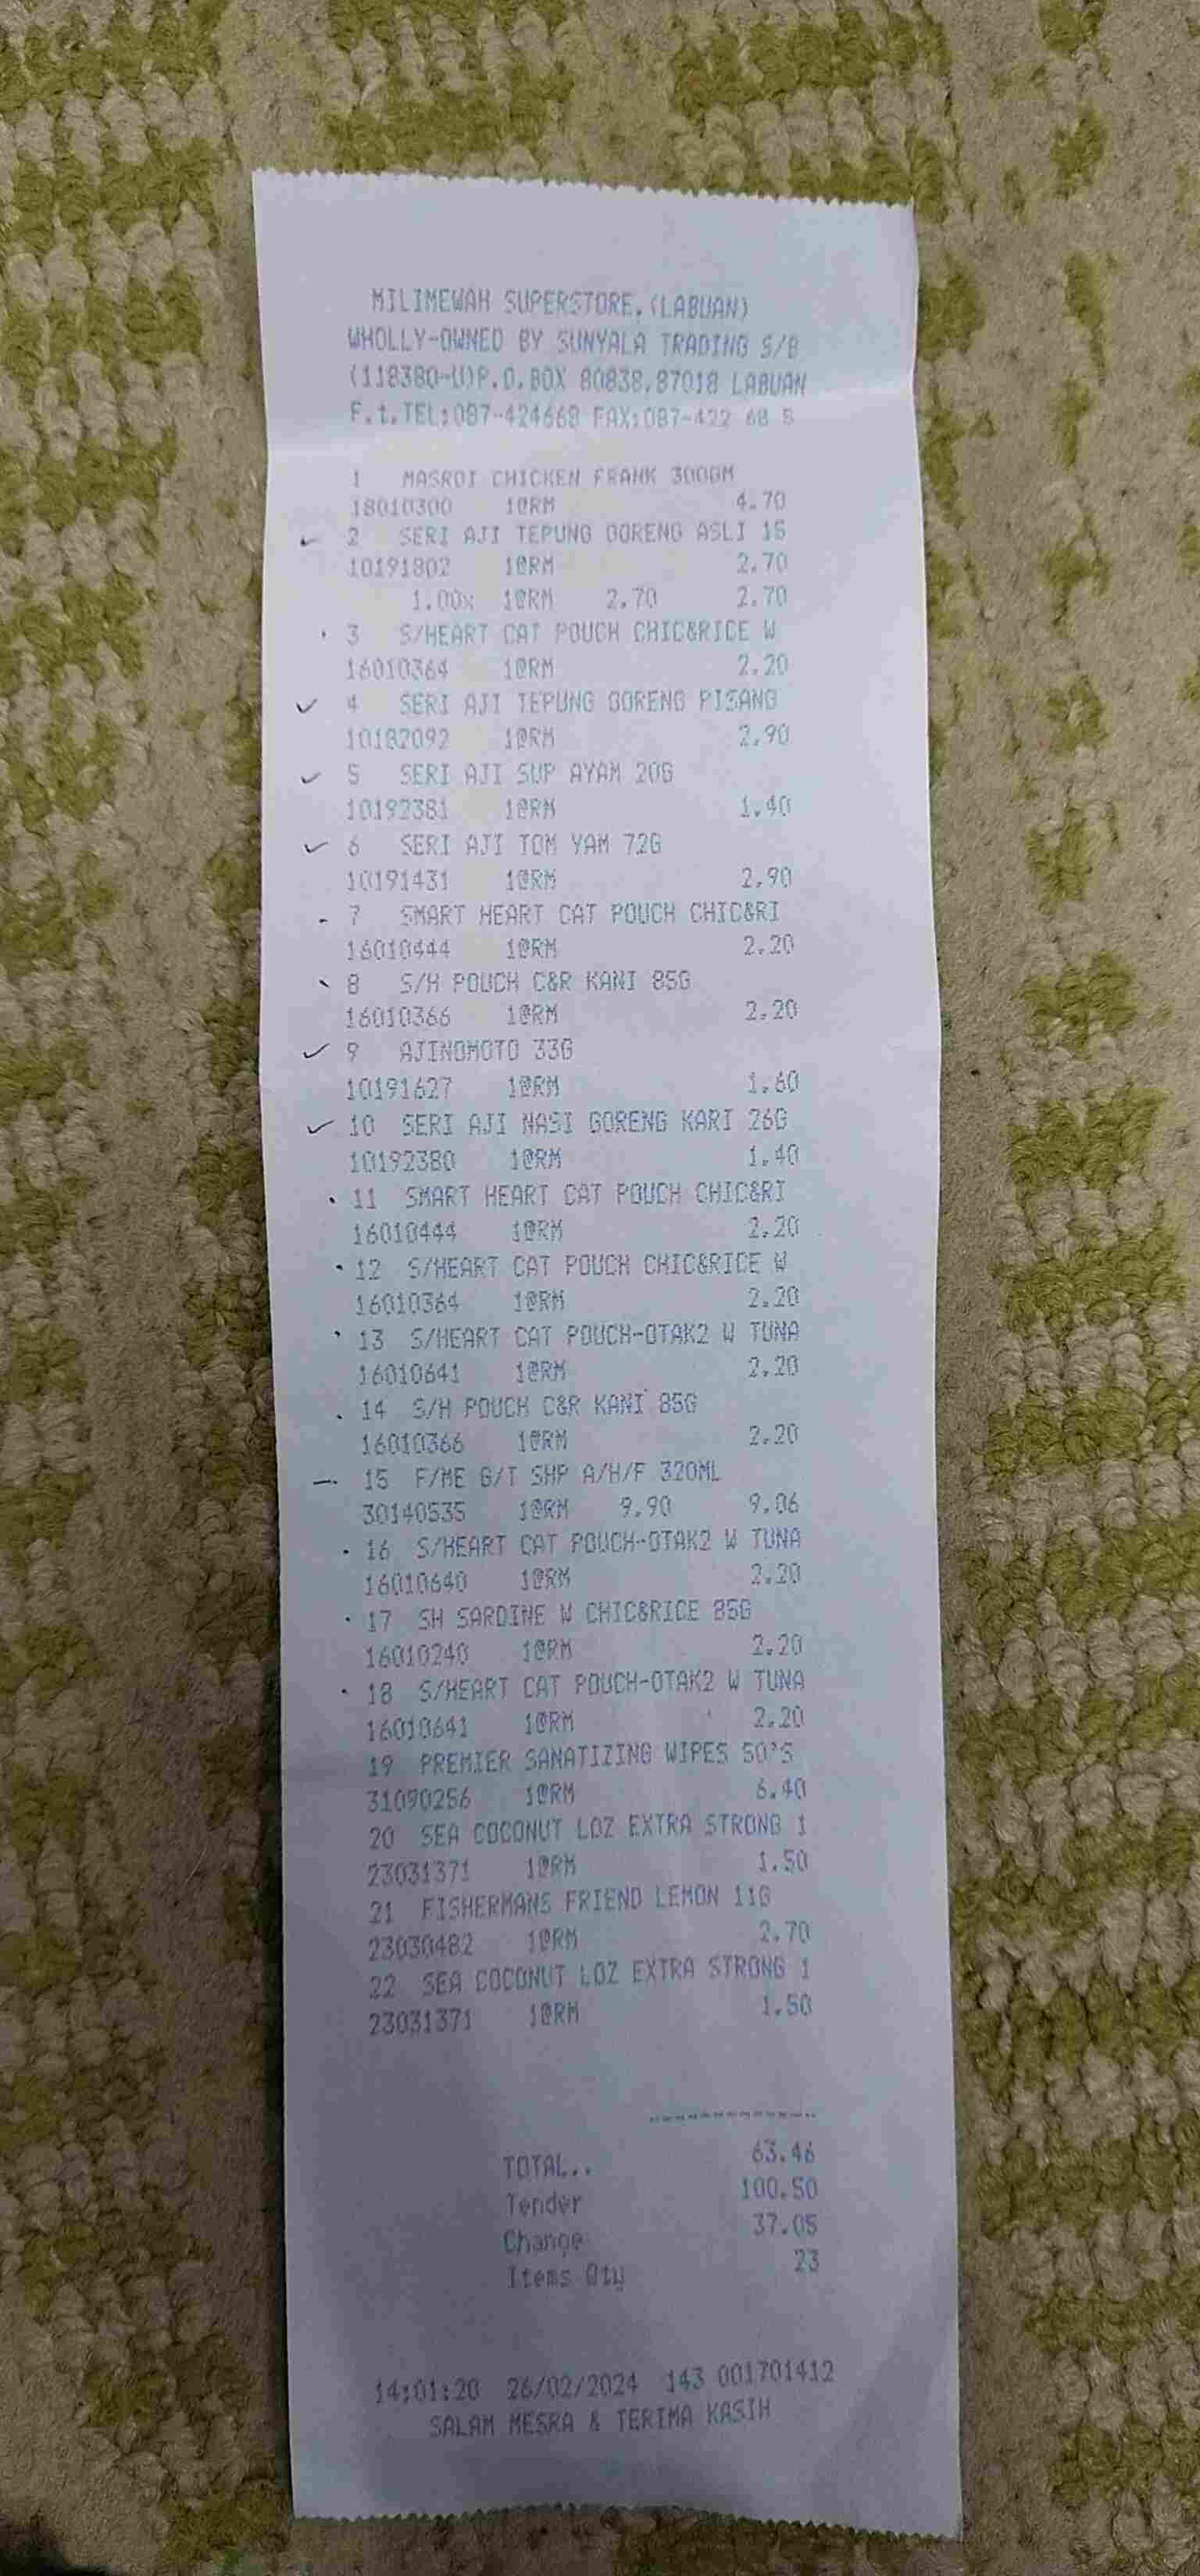 MILIMEWAH SUPERSTORE,(LABUAN)
WHOLLY-OWNED BY SUNYALA TRADING S/B
(118380-U)P.O.BOX 80838,87018 LABUAN
F.t.TEL:087-424668 FAX:087-422 68 5
1 MASROI CHICKEN FRANK 300GM
18010300 1@RM 4.70
2 SERI AJI TEPUNG GORENG ASLI 15
10191802 1@RM 2.70
1.00x 1@RM 2.70 2.70
3 S/HEART CAT POUCH CHIC&RICE W
16010364 1@RM 2.20
4 SERI AJI TEPUNG GORENG PISANG
10182092 1@RM 2.90
5 SERI AJI SUP AYAM 20G
10192381 1@RM 1.40
6 SERI AJI TOM YAM 72G
10191431 1@RM 2.90
7 SMART HEART CAT POUCH CHIC&RI
16010444 1@RM 2.20
8 S/H POUCH C&R KANI 85G
16010366 1@RM 2.20
9 AJINOMOTO 33G
10191627 1@RM 1.60
10 SERI AJI NASI GORENG KARI 26G
10192380 1@RM 1.40
11 SMART HEART CAT POUCH CHIC&RI
16010444 1@RM 2.20
12 S/HEART CAT POUCH CHIC&RICE W
16010364 1@RM 2.20
13 S/HEART CAT POUCH-OTAK2 W TUNA
16010641 1@RM 2.20
14 S/H POUCH C&R KANI 85G
16010366 1@RM 2.20
15 F/ME G/T SHP A/H/F 320ML
30140535 1@RM 9.90 9.06
16 S/HEART CAT POUCH-OTAK2 W TUNA
16010640 1@RM 2.20
17 SH SARDINE W CHIC&RICE 85G
16010240 1@RM 2.20
18 S/HEART CAT POUCH-OTAK2 W TUNA
16010641 1@RM 2.20
19 PREMIER SANATIZING WIPES 50'S
31090256 1@RM 6.40
20 SEA COCONUT LOZ EXTRA STRONG 1
23031371 1@RM 1.50
21 FISHERMANS FRIEND LEMON 11G
23030482 1@RM 2.70
22 SEA COCONUT LOZ EXTRA STRONG 1
23031371 1@RM 1.50
TOTAL.. 63.46
Tender 100.50
Change 37.05
Items Qty 23
14:01:20 26/02/2024 143 001701412
SALAM MESRA & TERIMA KASIH